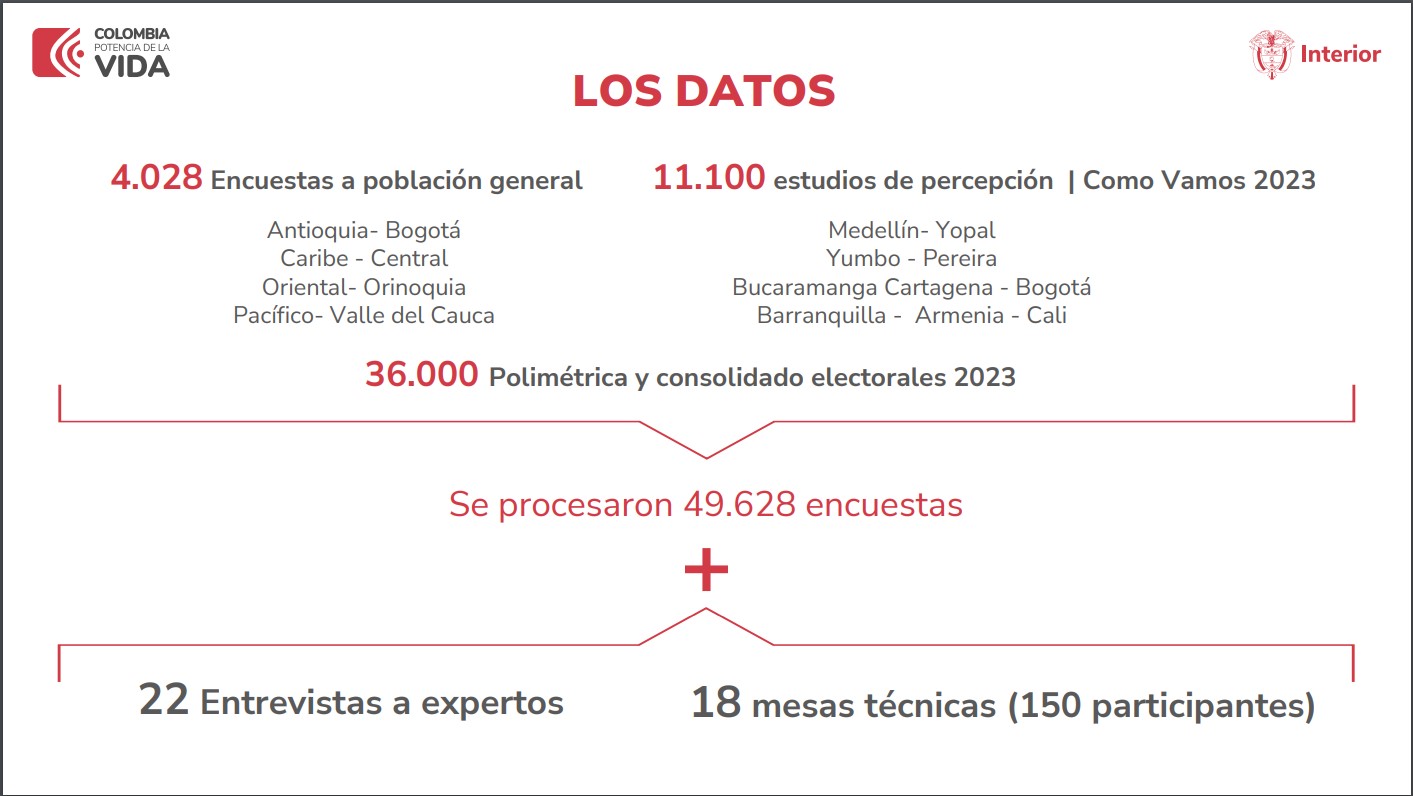 COLOMBIA
POTENCIA DE LA
VIDA
Interior
LOS DATOS
4.028 Encuestas a población general
Antioquia- Bogotá
Caribe - Central
Oriental- Orinoquia
Pacífico- Valle del Cauca
11.100 estudios de percepción | Como Vamos 2023
Medellín- Yopal
Yumbo - Pereira
Bucaramanga Cartagena - Bogotá
Barranquilla - Armenia - Cali
36.000 Polimétrica y consolidado electorales 2023
Se procesaron 49.628 encuestas
+
22 Entrevistas a expertos
18 mesas técnicas (150 participantes)